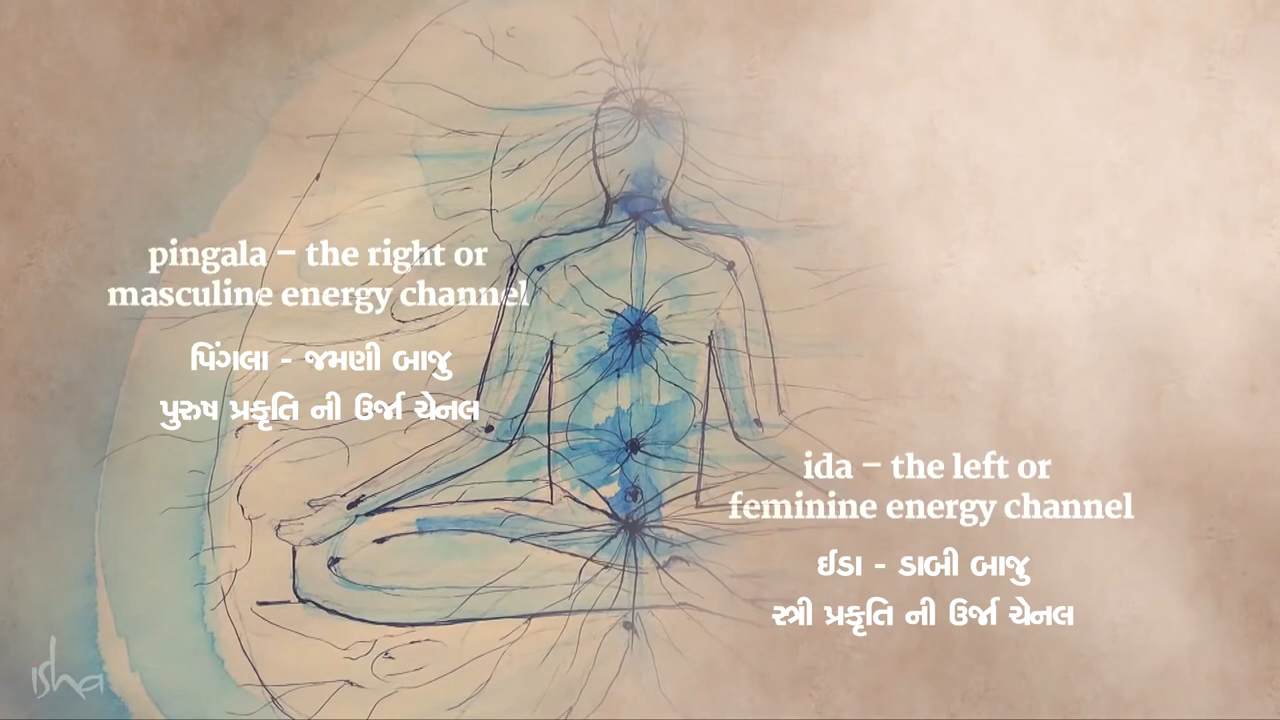 pingala – the right or
masculine energy channel
પિંગલા - જમણી બાજુ
પુરુષ પ્રકૃતિ ની ઉર્જા ચેનલ
ida – the left or
feminine energy channel
ઈડા - ડાબી બાજુ
સ્ત્રી પ્રકૃતિ ની ઉર્જા ચેનલ
isha